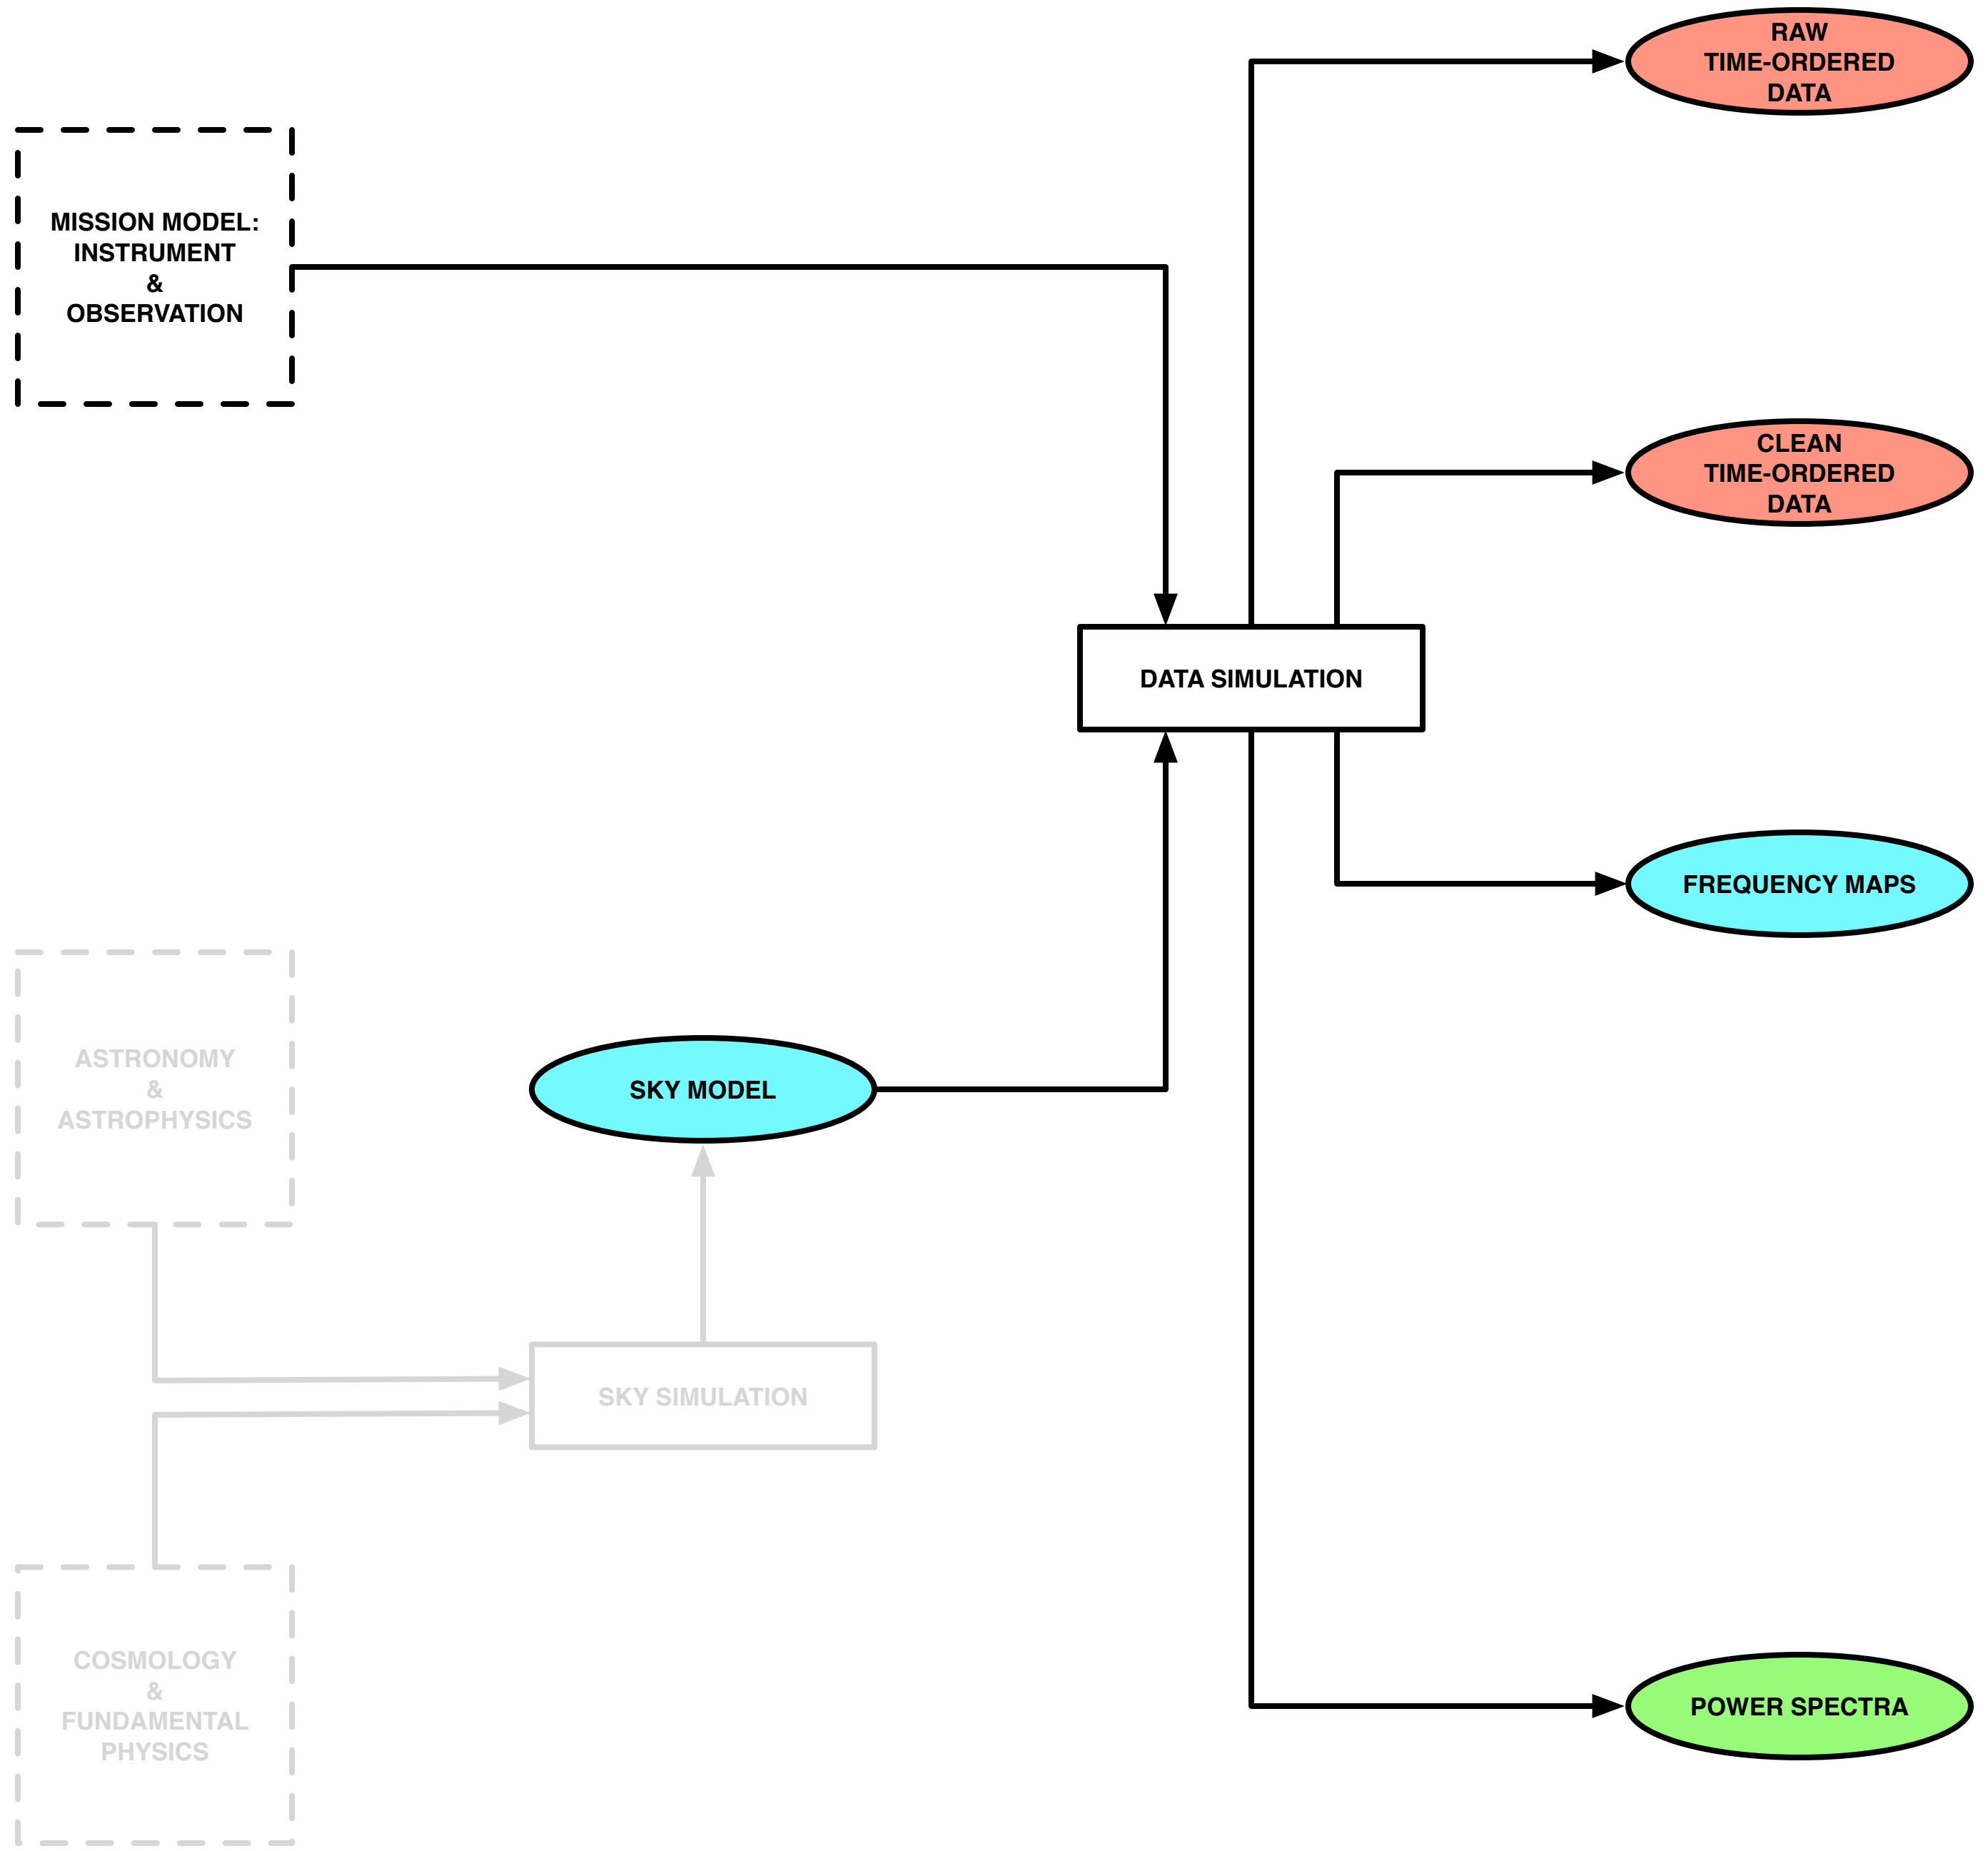 RAW
TIME-ORDERED
DATA
MISSION MODEL:
INSTRUMENT
&
OBSERVATION
CLEAN
TIME-ORDERED
DATA
DATA SIMULATION
FREQUENCY MAPS
ASTRONOMY
&
ASTROPHYSICS
SKY MODEL
SKY SIMULATION
COSMOLOGY
&
FUNDAMENTAL
PHYSICS
POWER SPECTRA